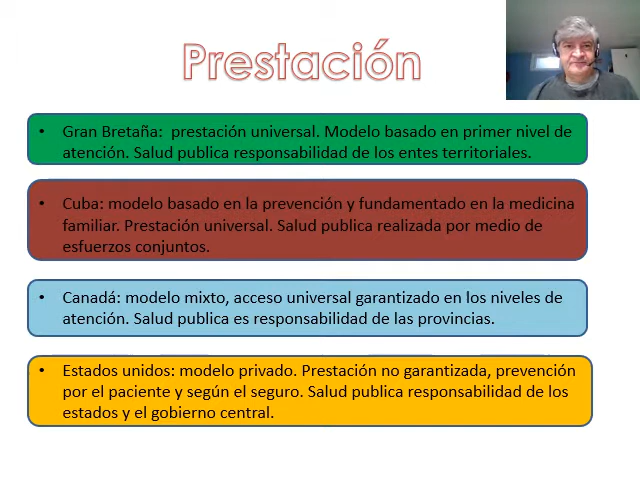 Prestación
• Gran Bretaña: prestación universal. Modelo basado en primer nivel de
atención. Salud publica responsabilidad de los entes territoriales.
• Cuba: modelo basado en la prevención y fundamentado en la medicina
familiar. Prestación universal. Salud publica realizada por medio de
esfuerzos conjuntos.
• Canadá: modelo mixto, acceso universal garantizado en los niveles de
atención. Salud publica es responsabilidad de las provincias.
• Estados unidos: modelo privado. Prestación no garantizada, prevención
por el paciente y según el seguro. Salud publica responsabilidad de los
estados y el gobierno central.